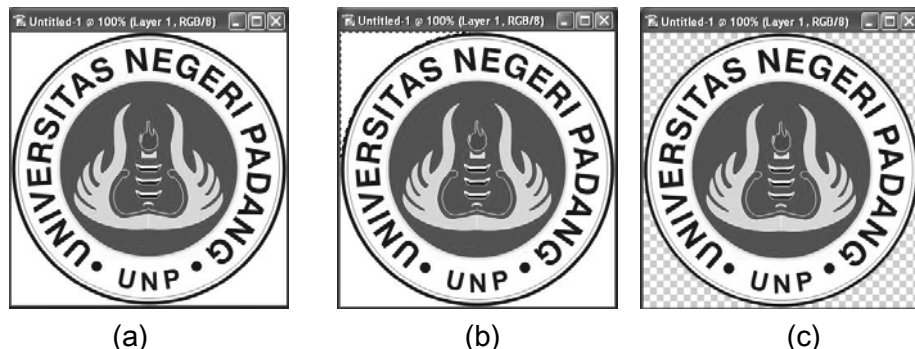 Untitled-1 @ 100% (Layer 1, RGB/8)
UNIVERSITAS NEGERI PADANG
• UNP •
(a)
Untitled-1 @ 100% (Layer 1, RGB/8)
UNIVERSITAS NEGERI PADANG
• UNP •
(b)
Untitled-1 @ 100% (Layer 1, RGB/8)
UNIVERSITAS NEGERI PADANG
• UNP •
(c)